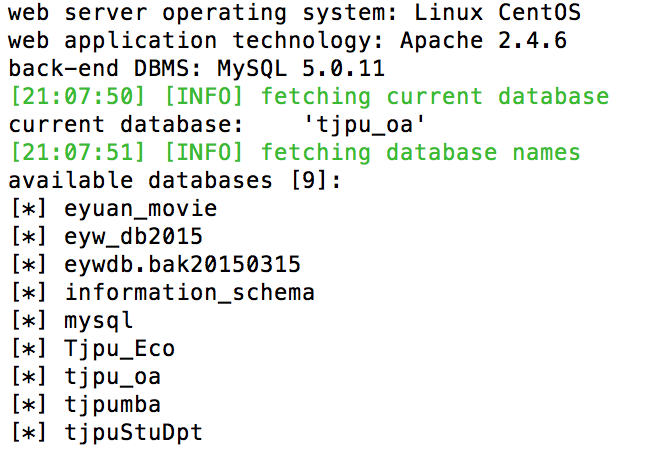 web server operating system: Linux CentOS
web application technology: Apache 2.4.6
back-end DBMS: MySQL 5.0.11
[21:07:50] [INFO] fetching current database
current database:    'tjpu_oa'
[21:07:51] [INFO] fetching database names
available databases [9]:
[*] eyuan_movie
[*] eyw_db2015
[*] eywdb.bak20150315
[*] information_schema
[*] mysql
[*] Tjpu_Eco
[*] tjpu_oa
[*] tjpumba
[*] tjpuStuDpt